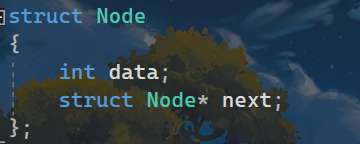 struct Node
{
    int data;
    struct Node* next;
};